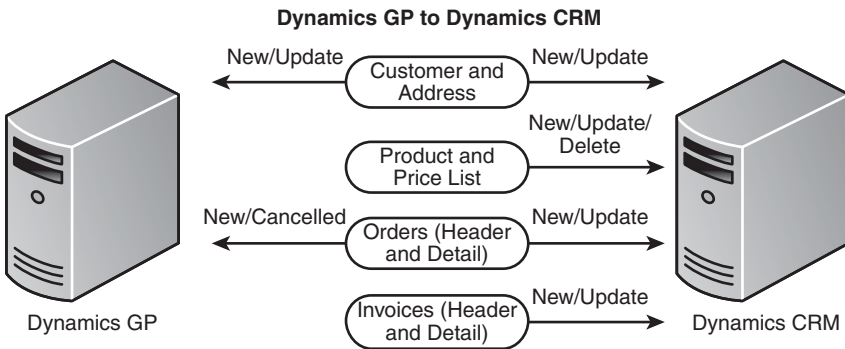 Dynamics GP to Dynamics CRM
New/Update
Customer and
Address
New/Update
New/Update/
Delete
Product and
Price List
New/Cancelled
Orders (Header
and Detail)
New/Update
Invoices (Header
and Detail)
New/Update
Dynamics GP
Dynamics CRM